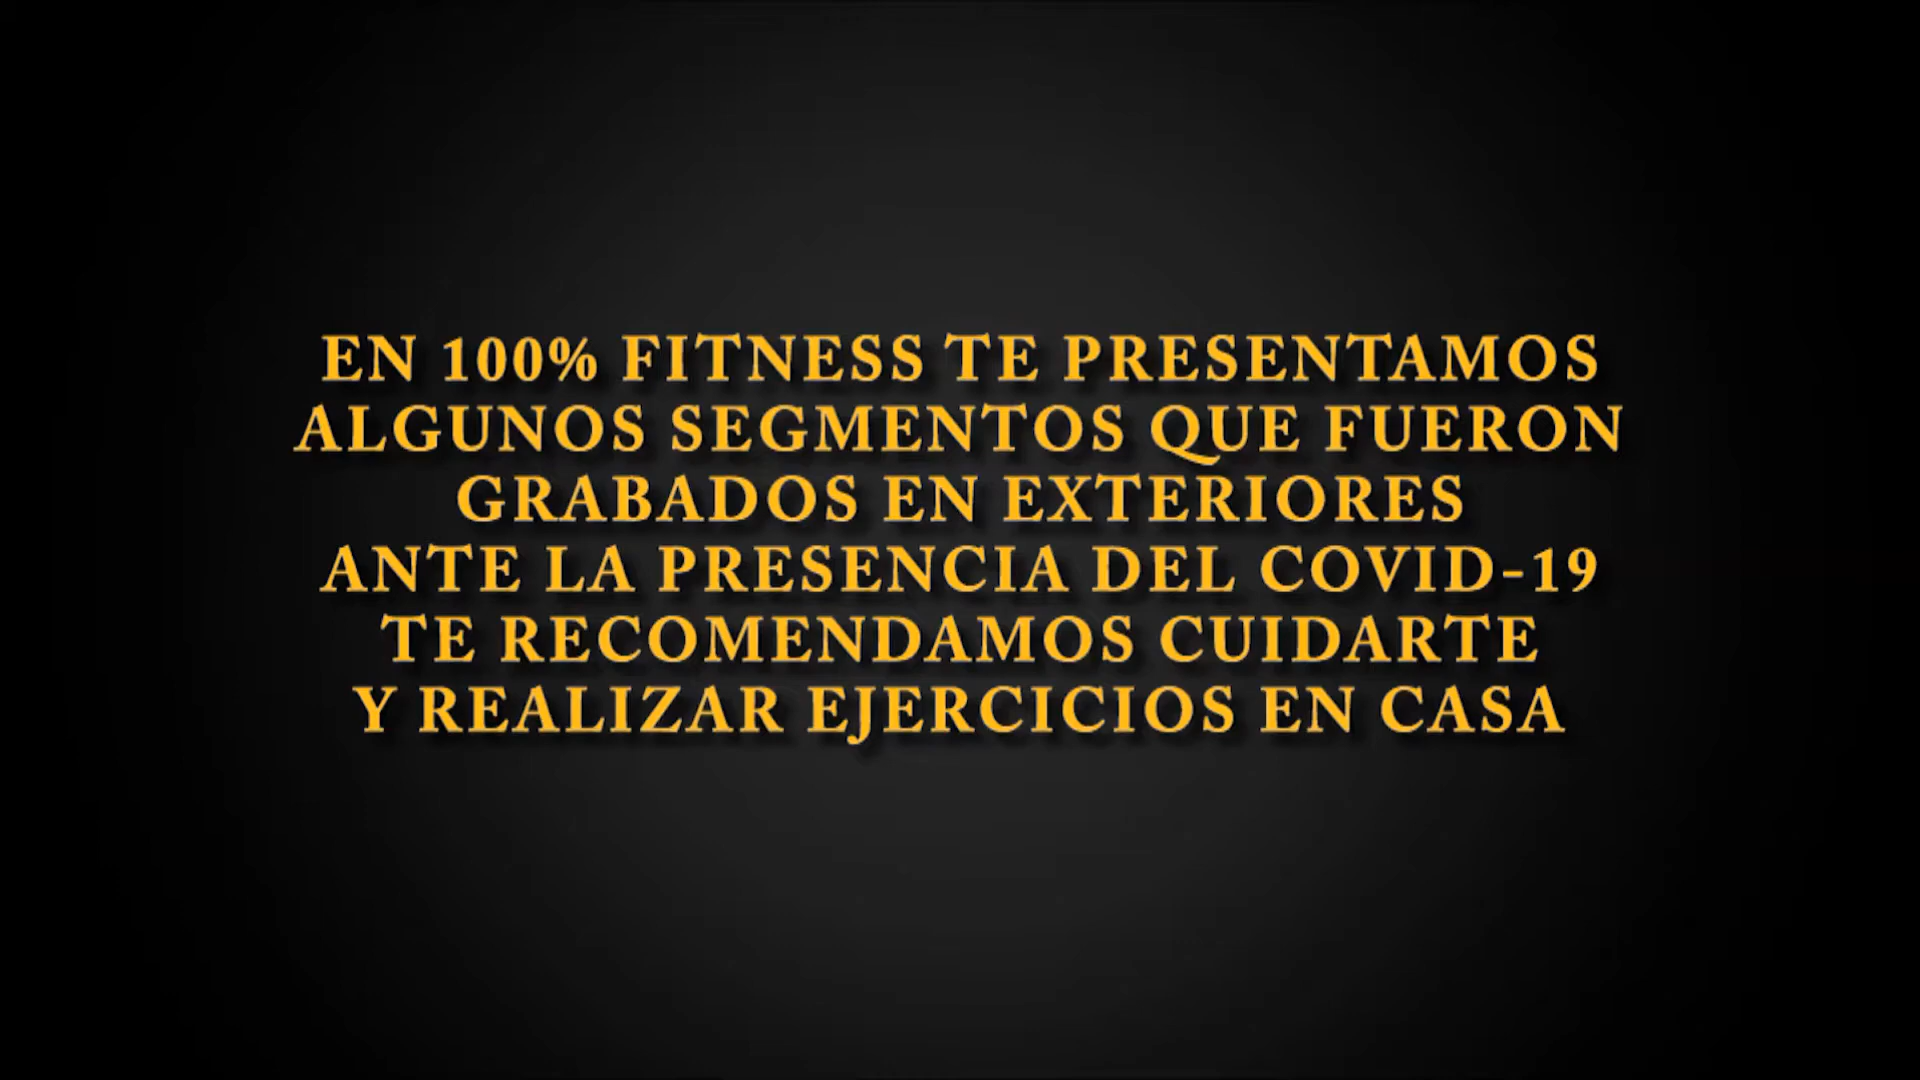 EN 100% FITNESS TE PRESENTAMOS
ALGUNOS SEGMENTOS QUE FUERON
GRABADOS EN EXTERIORES
ANTE LA PRESENCIA DEL COVID-19
TE RECOMENDAMOS CUIDARTE
Y REALIZAR EJERCICIOS EN CASA